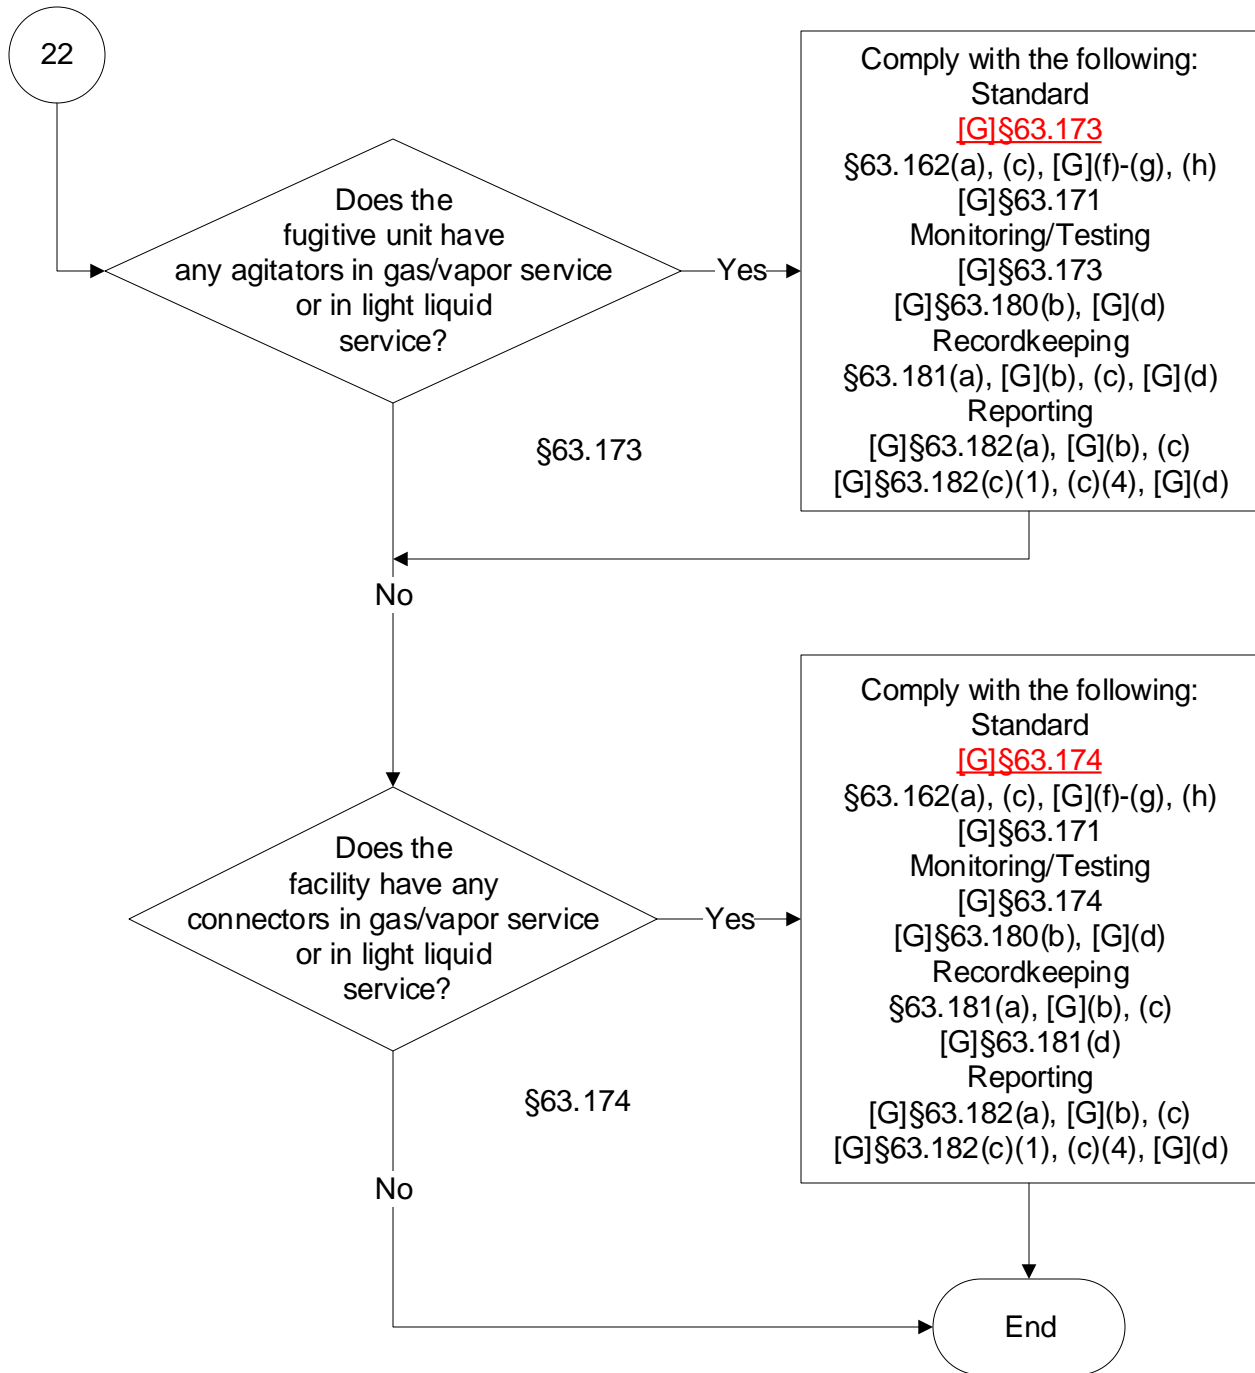 22
Does the
fugitive unit have
any agitators in gas/vapor service
or in light liquid
service?
Yes
Comply with the following:
Standard
[G]§63.173
§63.162(a), (c), [G](f)-(g), (h)
[G]§63.171
Monitoring/Testing
[G]§63.173
[G]§63.180(b), [G](d)
Recordkeeping
§63.181(a), [G](b), (c), [G](d)
Reporting
[G]§63.182(a), [G](b), (c)
[G]§63.182(c)(1), (c)(4), [G](d)
§63.173
No
Does the
facility have any
connectors in gas/vapor service
or in light liquid
service?
Yes
Comply with the following:
Standard
[G]§63.174
§63.162(a), (c), [G](f)-(g), (h)
[G]§63.171
Monitoring/Testing
[G]§63.174
[G]§63.180(b), [G](d)
Recordkeeping
§63.181(a), [G](b), (c)
[G]§63.181(d)
Reporting
[G]§63.182(a), [G](b), (c)
[G]§63.182(c)(1), (c)(4), [G](d)
§63.174
No
End